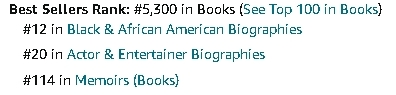 Best Sellers Rank: #5,300 in Books (See Top 100 in Books)
#12 in Black & African American Biographies
#20 in Actor & Entertainer Biographies
#114 in Memoirs (Books)